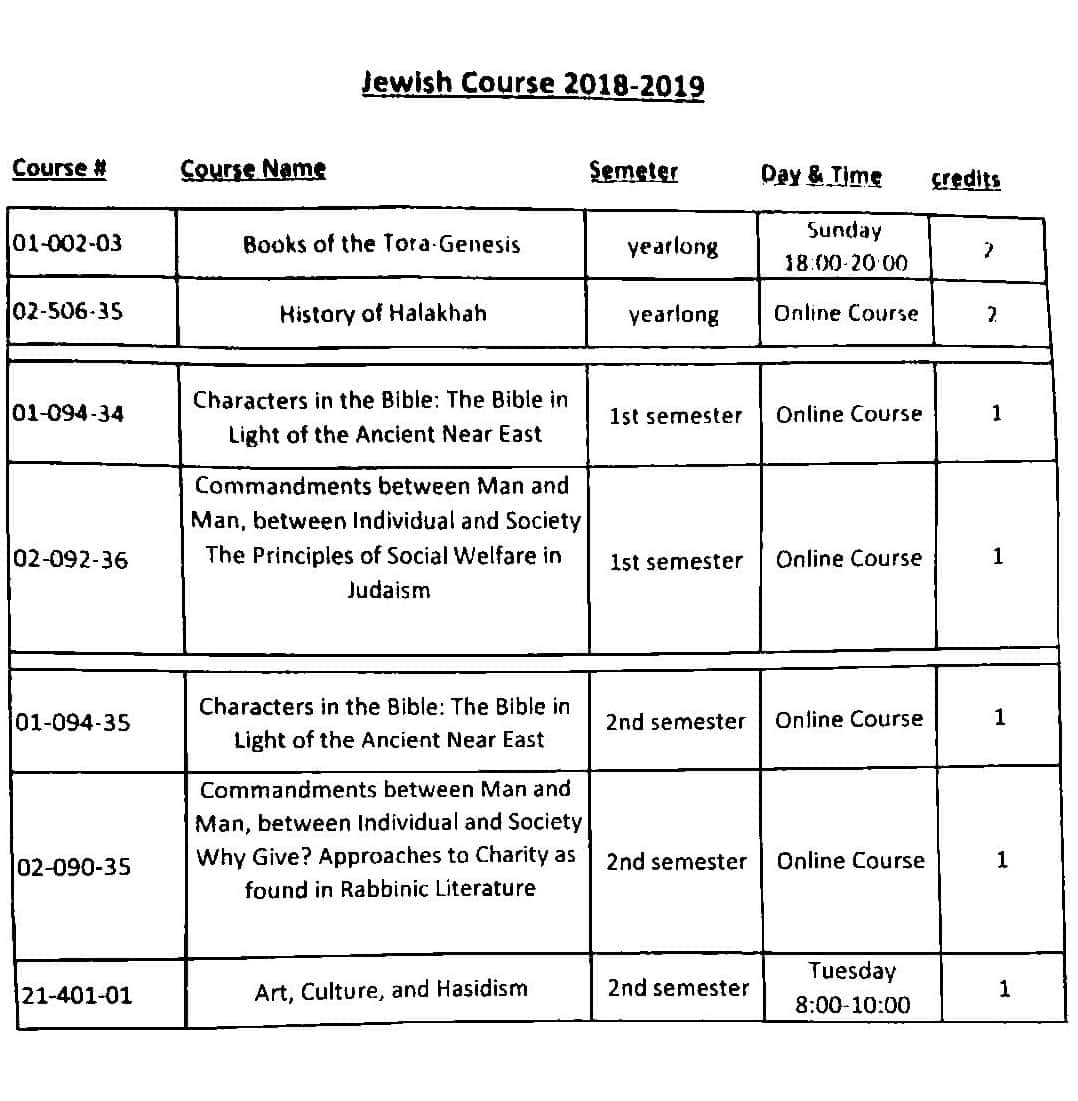 Jewish Course 2018-2019
Course # Course Name Semeter Day & Time credits
01-002-03 Books of the Tora-Genesis yearlong Sunday 18:00-20:00 2
02-506-35 History of Halakhah yearlong Online Course 2
01-094-34 Characters in the Bible: The Bible in
Light of the Ancient Near East 1st semester Online Course 1
02-092-36 Commandments between Man and
Man, between Individual and Society
The Principles of Social Welfare in
Judaism 1st semester Online Course 1
01-094-35 Characters in the Bible: The Bible in
Light of the Ancient Near East 2nd semester Online Course 1
02-090-35 Commandments between Man and
Man, between Individual and Society
Why Give? Approaches to Charity as
found in Rabbinic Literature 2nd semester Online Course 1
21-401-01 Art, Culture, and Hasidism 2nd semester Tuesday 8:00-10:00 1